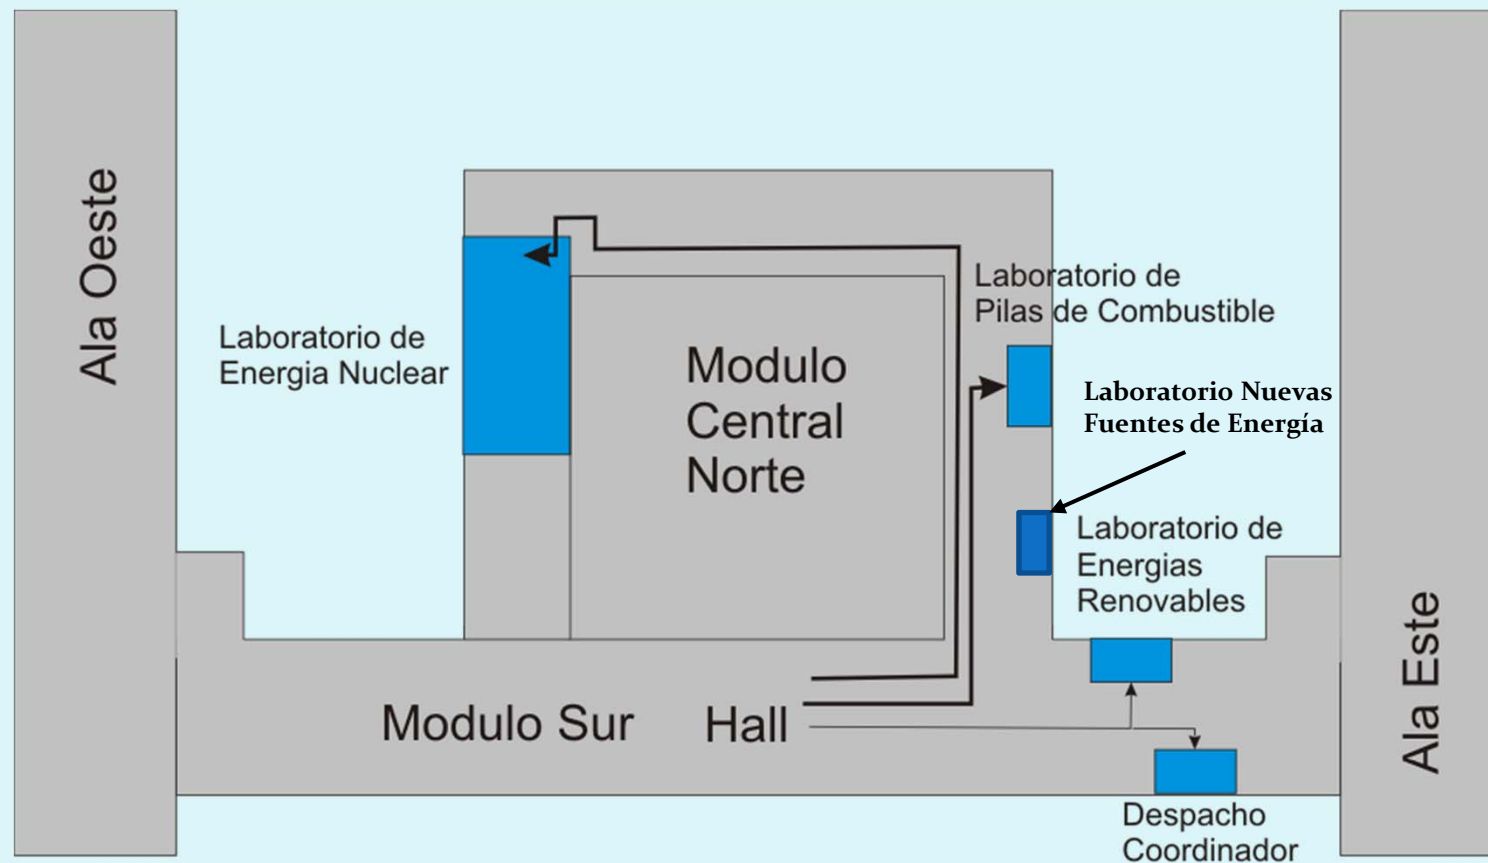 Ala Oeste
Laboratorio de
Energia Nuclear
Modulo
Central
Norte
Laboratorio de
Pilas de Combustible
Laboratorio Nuevas
Fuentes de Energía
Laboratorio de
Energias
Renovables
Ala Este
Modulo Sur
Hall
Despacho
Coordinador